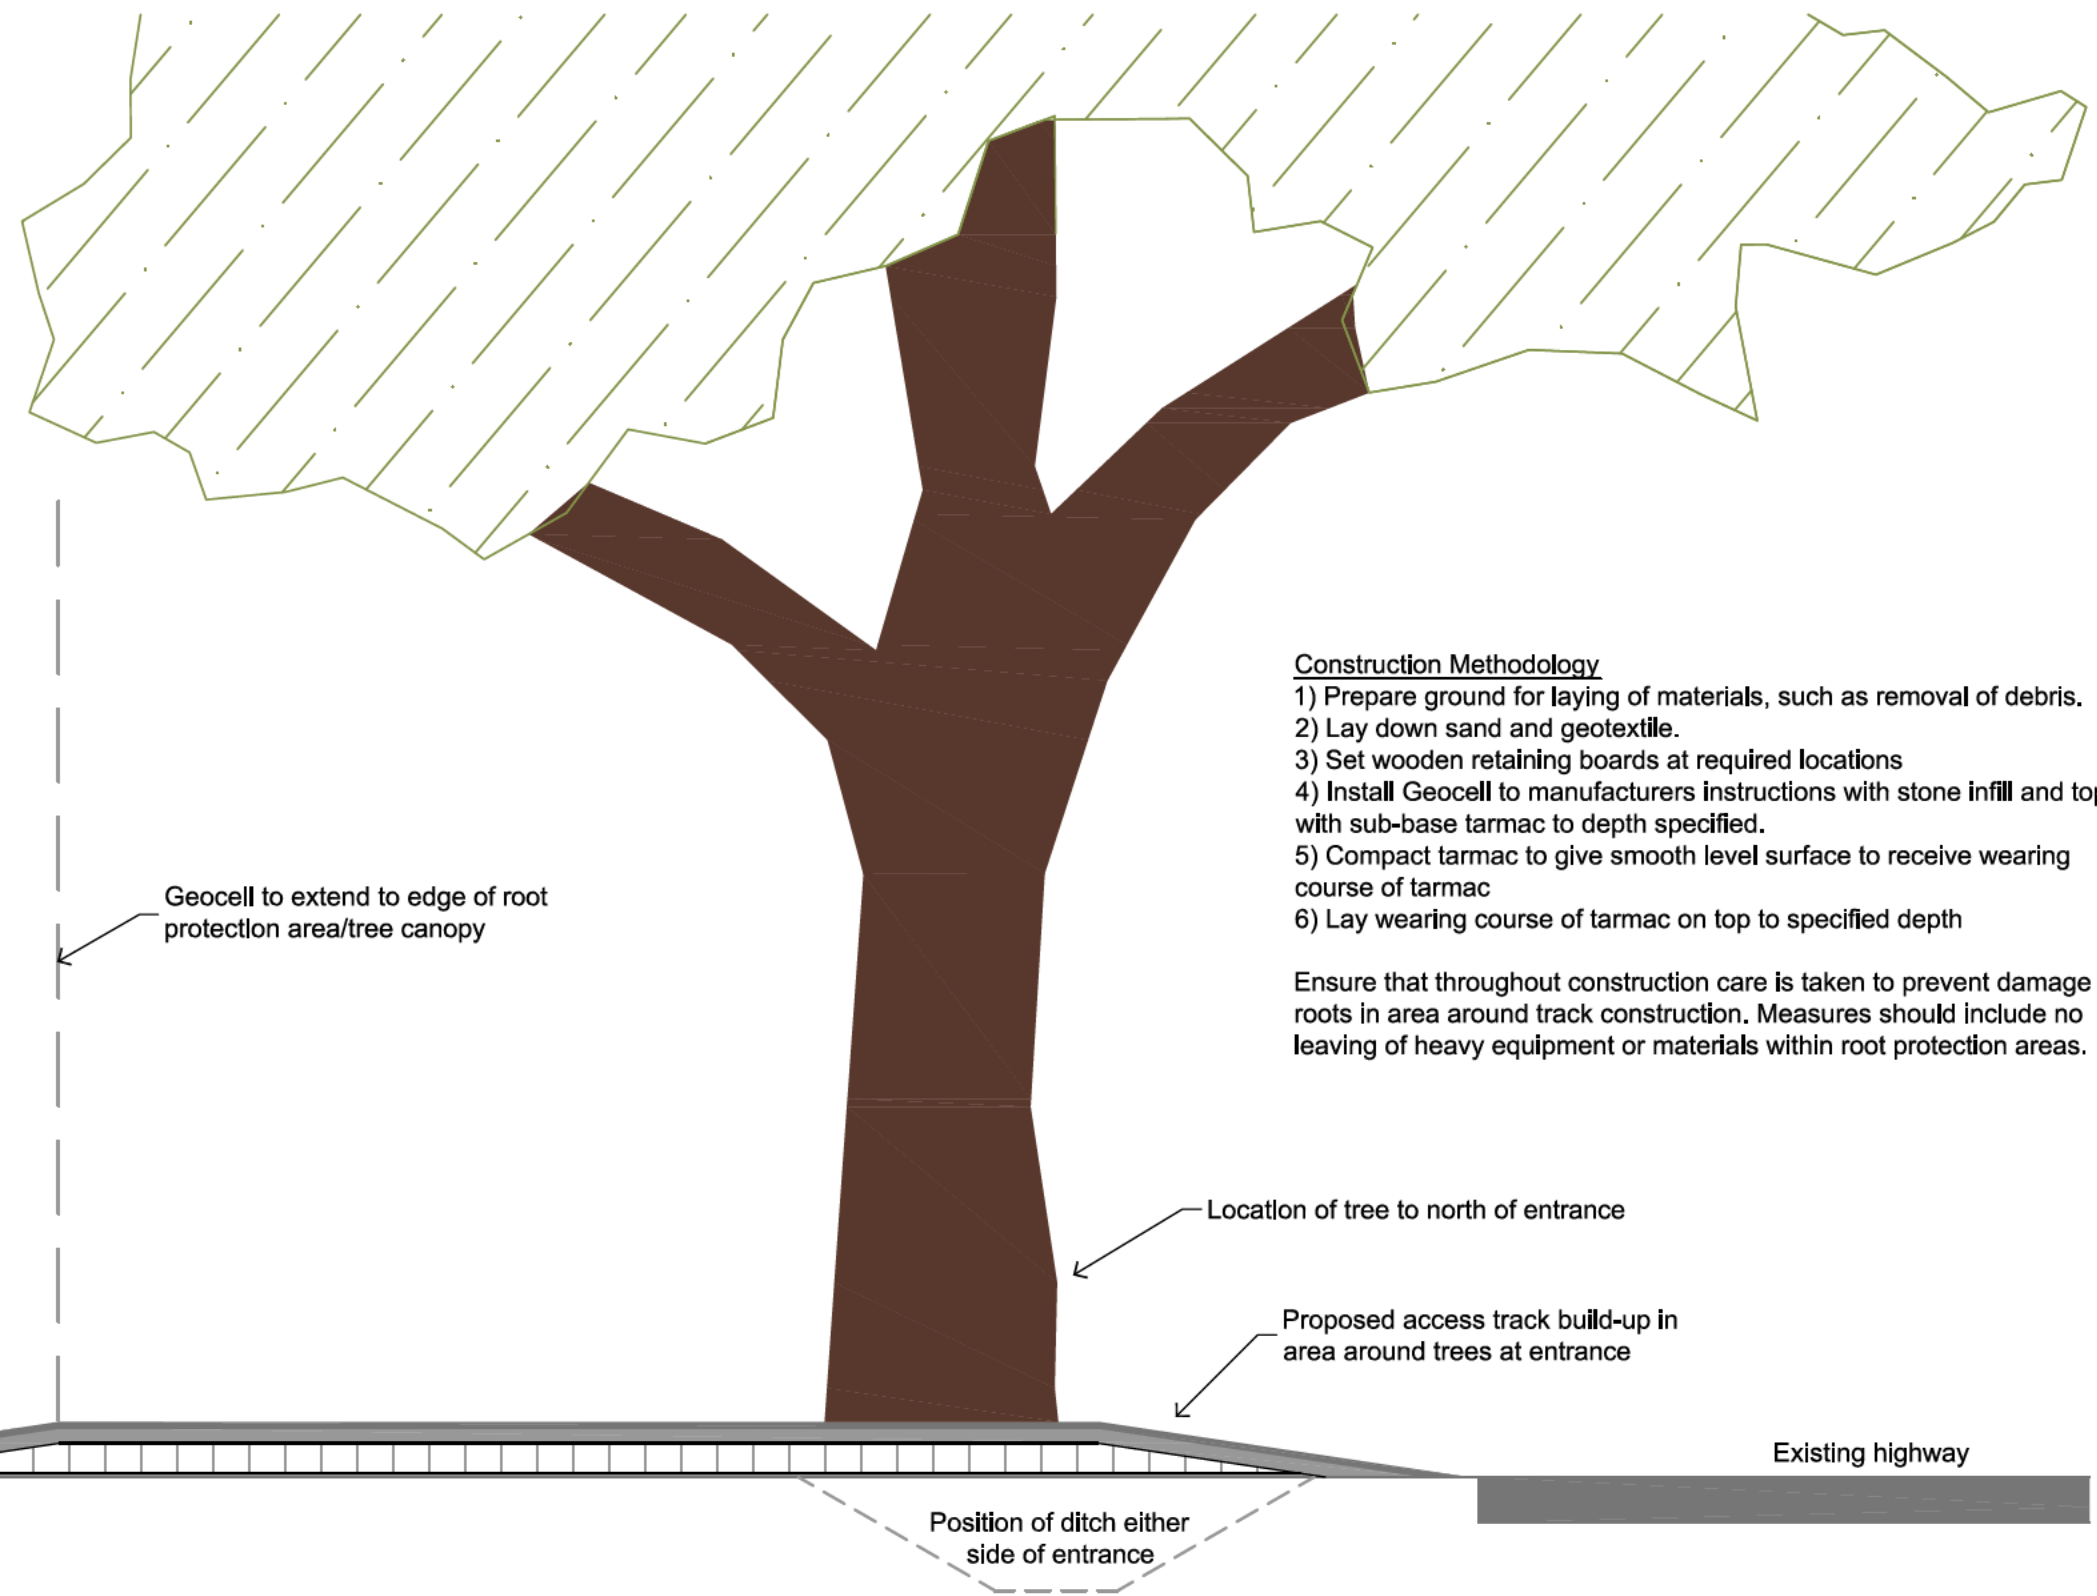 Construction Methodology
1) Prepare ground for laying of materials, such as removal of debris.
2) Lay down sand and geotextile.
3) Set wooden retaining boards at required locations
4) Install Geocell to manufacturers instructions with stone infill and
with sub-base tarmac to depth specified.
5) Compact tarmac to give smooth level surface to receive wearing
course of tarmac
6) Lay wearing course of tarmac on top to specified depth
Ensure that throughout construction care is taken to prevent damage
roots in area around track construction. Measures should include no
leaving of heavy equipment or materials within root protection areas.
Geocell to extend to edge of root
protection area/tree canopy
Location of tree to north of entrance
Proposed access track build-up in
area around trees at entrance
Existing highway
Position of ditch either
side of entrance